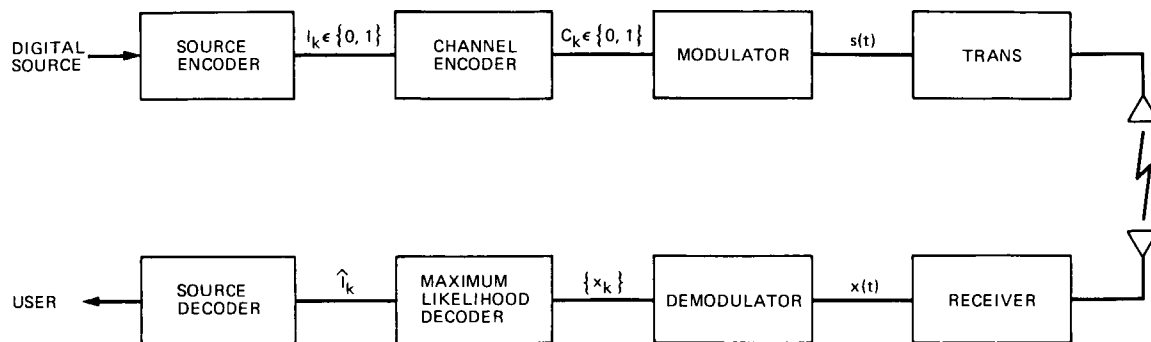 DIGITAL
SOURCE
SOURCE
ENCODER
I_k ϵ {0, 1}
CHANNEL
ENCODER
C_k ϵ {0, 1}
MODULATOR
s(t)
TRANS
USER
SOURCE
DECODER
Î_k
MAXIMUM
LIKELIHOOD
DECODER
{x_k}
DEMODULATOR
x(t)
RECEIVER